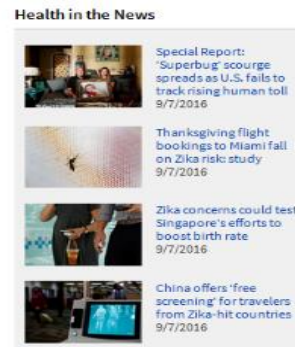 Health in the News
Special Report:
'Superbug' scourge
spreads as U.S. fails to
track rising human toll
9/7/2016
Thanksgiving flight
bookings to Miami fall
on Zika risk: study
9/7/2016
Zika concerns could test
Singapore's efforts to
boost birth rate
9/7/2016
China offers 'free
screening' for travelers
from Zika-hit countries
9/7/2016